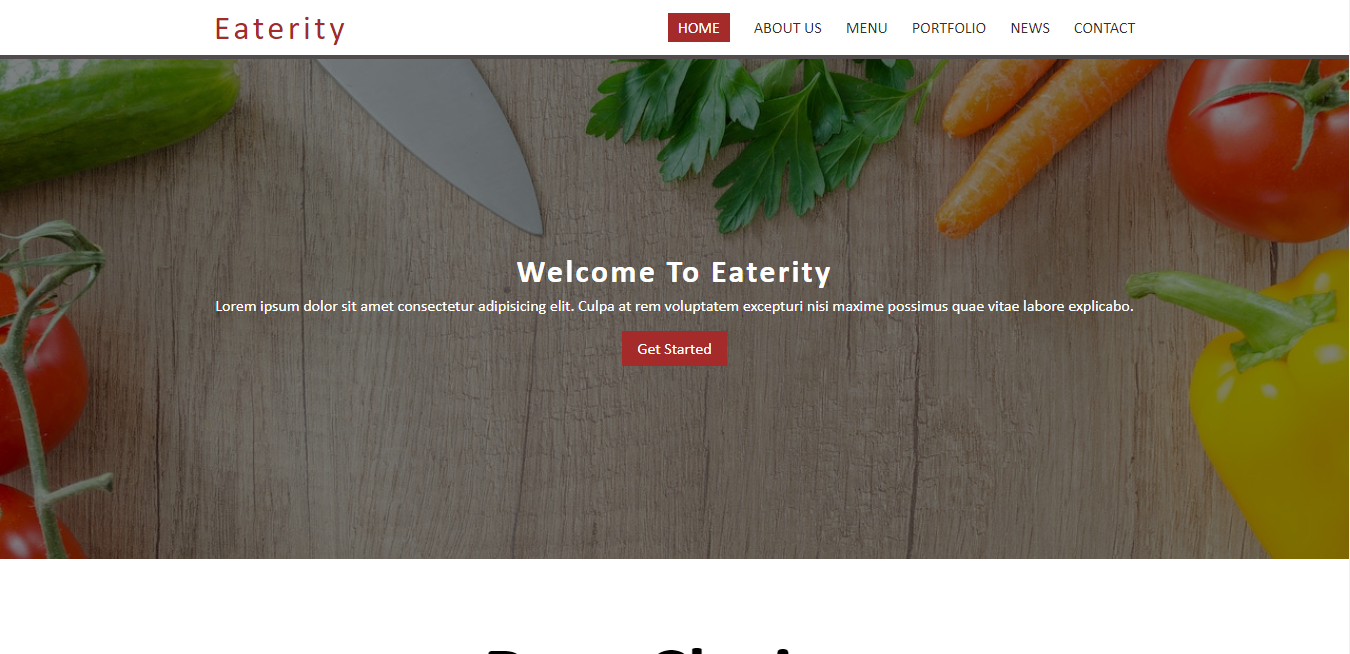 Eaterity
HOME ABOUT US MENU PORTFOLIO NEWS CONTACT
Welcome To Eaterity
Lorem ipsum dolor sit amet consectetur adipisicing elit. Culpa at rem voluptatem excepturi nisi maxime possimus quae vitae labore explicabo.
Get Started